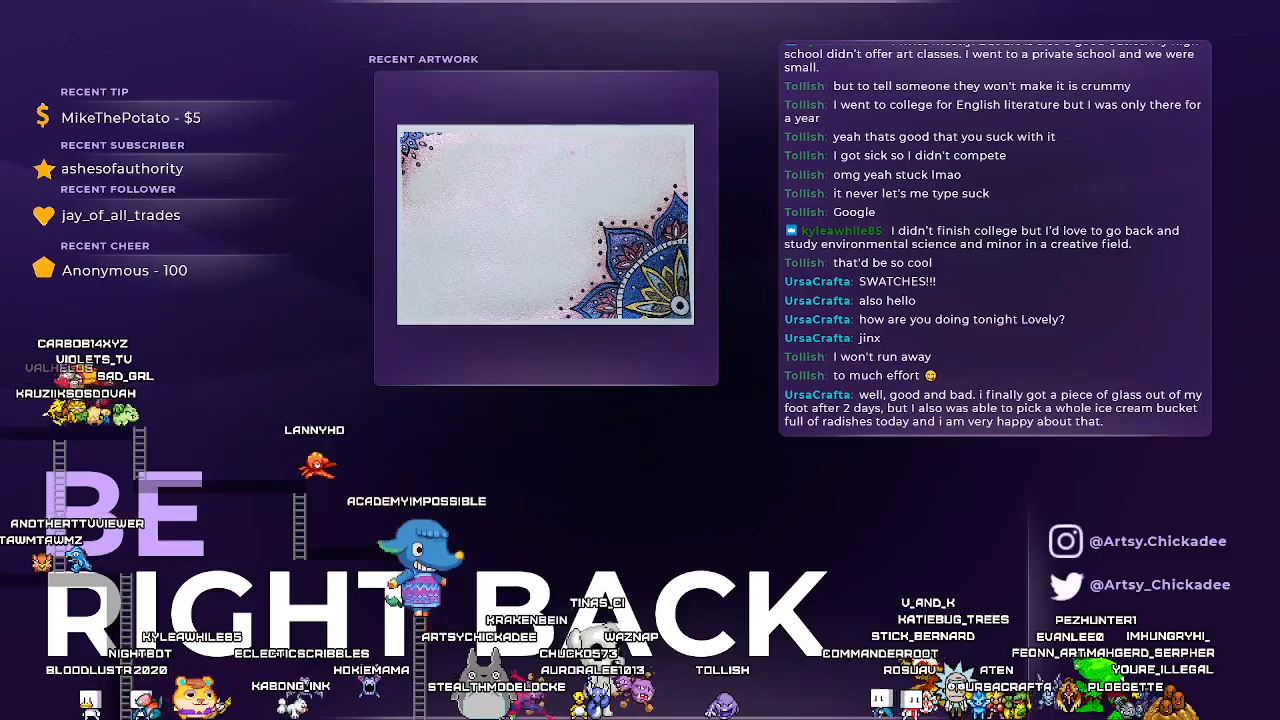 RECENT TIP
MikeThePotato - $5
RECENT SUBSCRIBER
ashesofauthority
RECENT FOLLOWER
jay_of_all_trades
RECENT CHEER
Anonymous - 100
RECENT ARTWORK
school didn't offer art classes. I went to a private school and we were
small.
Tollish: but to tell someone they won't make it is crummy
Tollish: I went to college for English literature but I was only there for
a year
Tollish: yeah thats good that you suck with it
Tollish: I got sick so I didn't compete
Tollish: omg yeah stuck lmao
Tollish: it never let's me type suck
Tollish: Google
kyleawhile85: I didn't finish college but I'd love to go back and
study environmental science and minor in a creative field.
Tollish: that'd be so cool
UrsaCrafta: SWATCHES!!!
UrsaCrafta: also hello
UrsaCrafta: how are you doing tonight Lovely?
UrsaCrafta: jinx
Tollish: I won't run away
Tollish: to much effort 😋
UrsaCrafta: well, good and bad. i finally got a piece of glass out of my
foot after 2 days, but I also was able to pick a whole ice cream bucket
full of radishes today and i am very happy about that.
CARBOB14XYZ
VIOLETS_TV
SAD_GRL
LANNYHD
ACADEMYIMPOSSIBLE
BE
RIGHT BACK
ANOTHERTTVVIEWER
TAWMTAWMZ
@Artsy.Chickadee
@Artsy_Chickadee
TINAS_CI
KRAKENBEIN
KYLEAWHILE85
ARTSYCHICKADEE
WAZNAP
NIGHTBOT
ECLECTICSCRIBBLES
CHUCK0573
BLOODLUSTR2020
HOKIEMAMA
AURORALEE1013
TOLLISH
KABONG_INK
STEALTHMODELOCKE
V_AND_K
KATIEBUG_TREES
STICK_BERNARD
PEZHUNTER1
EVANLEE0
IMHUNGRYHI_
COMMANDERROOT
ATEN
YOURE_ILLEGAL
URSACRAFTA
PLOEGETTE